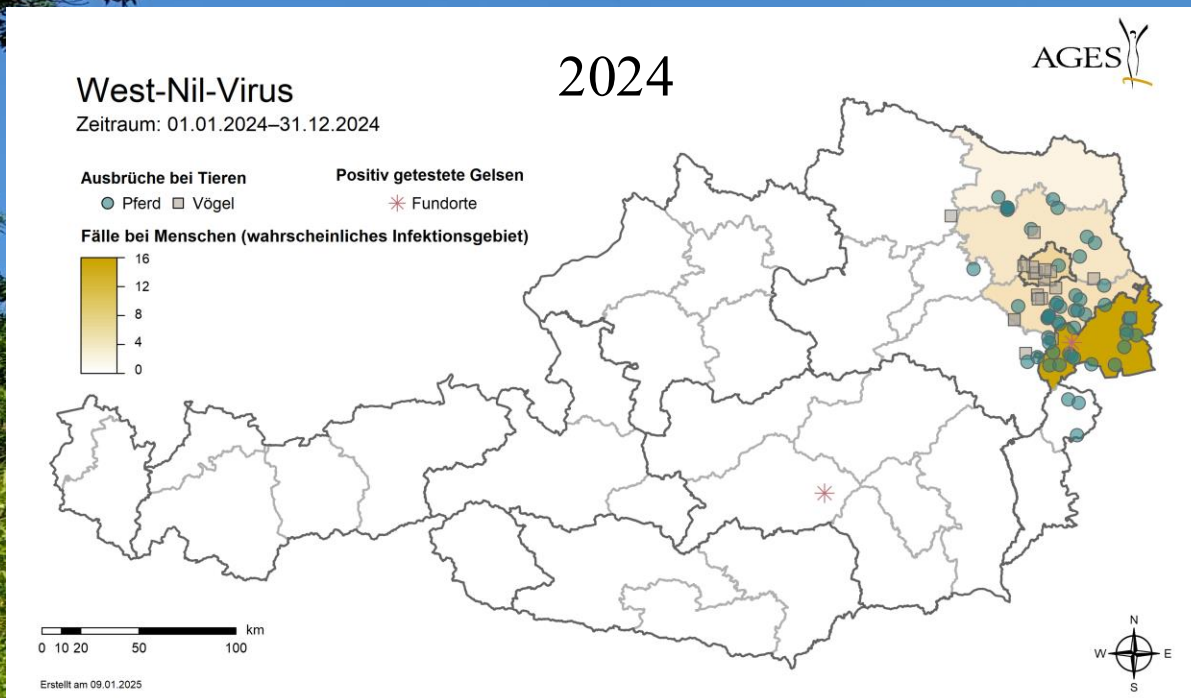 2024
AGES
West-Nil-Virus
Zeitraum: 01.01.2024–31.12.2024
Ausbrüche bei Tieren
Pferd Vögel
Positiv getestete Gelsen
Fundorte
Fälle bei Menschen (wahrscheinliches Infektionsgebiet)
16
12
8
4
0
km
0 10 20 50 100
Erstellt am 09.01.2025
N
W E
S